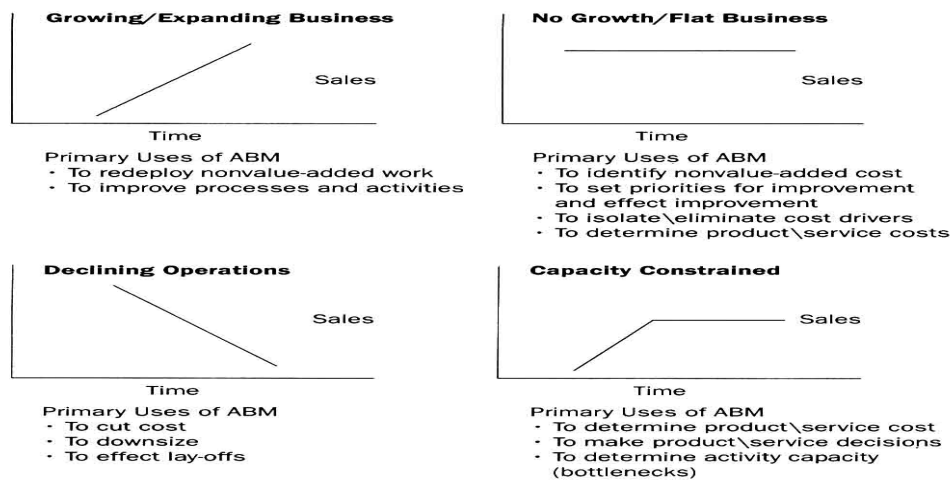 Growing/Expanding Business
Sales
Time
Primary Uses of ABM
• To redeploy nonvalue-added work
• To improve processes and activities
No Growth/Flat Business
Sales
Time
Primary Uses of ABM
• To identify nonvalue-added cost
• To set priorities for improvement
and effect improvement
• To isolate\eliminate cost drivers
• To determine product\service costs
Declining Operations
Sales
Time
Primary Uses of ABM
• To cut cost
• To downsize
• To effect lay-offs
Capacity Constrained
Sales
Time
Primary Uses of ABM
• To determine product\service cost
• To make product\service decisions
• To determine activity capacity
(bottlenecks)